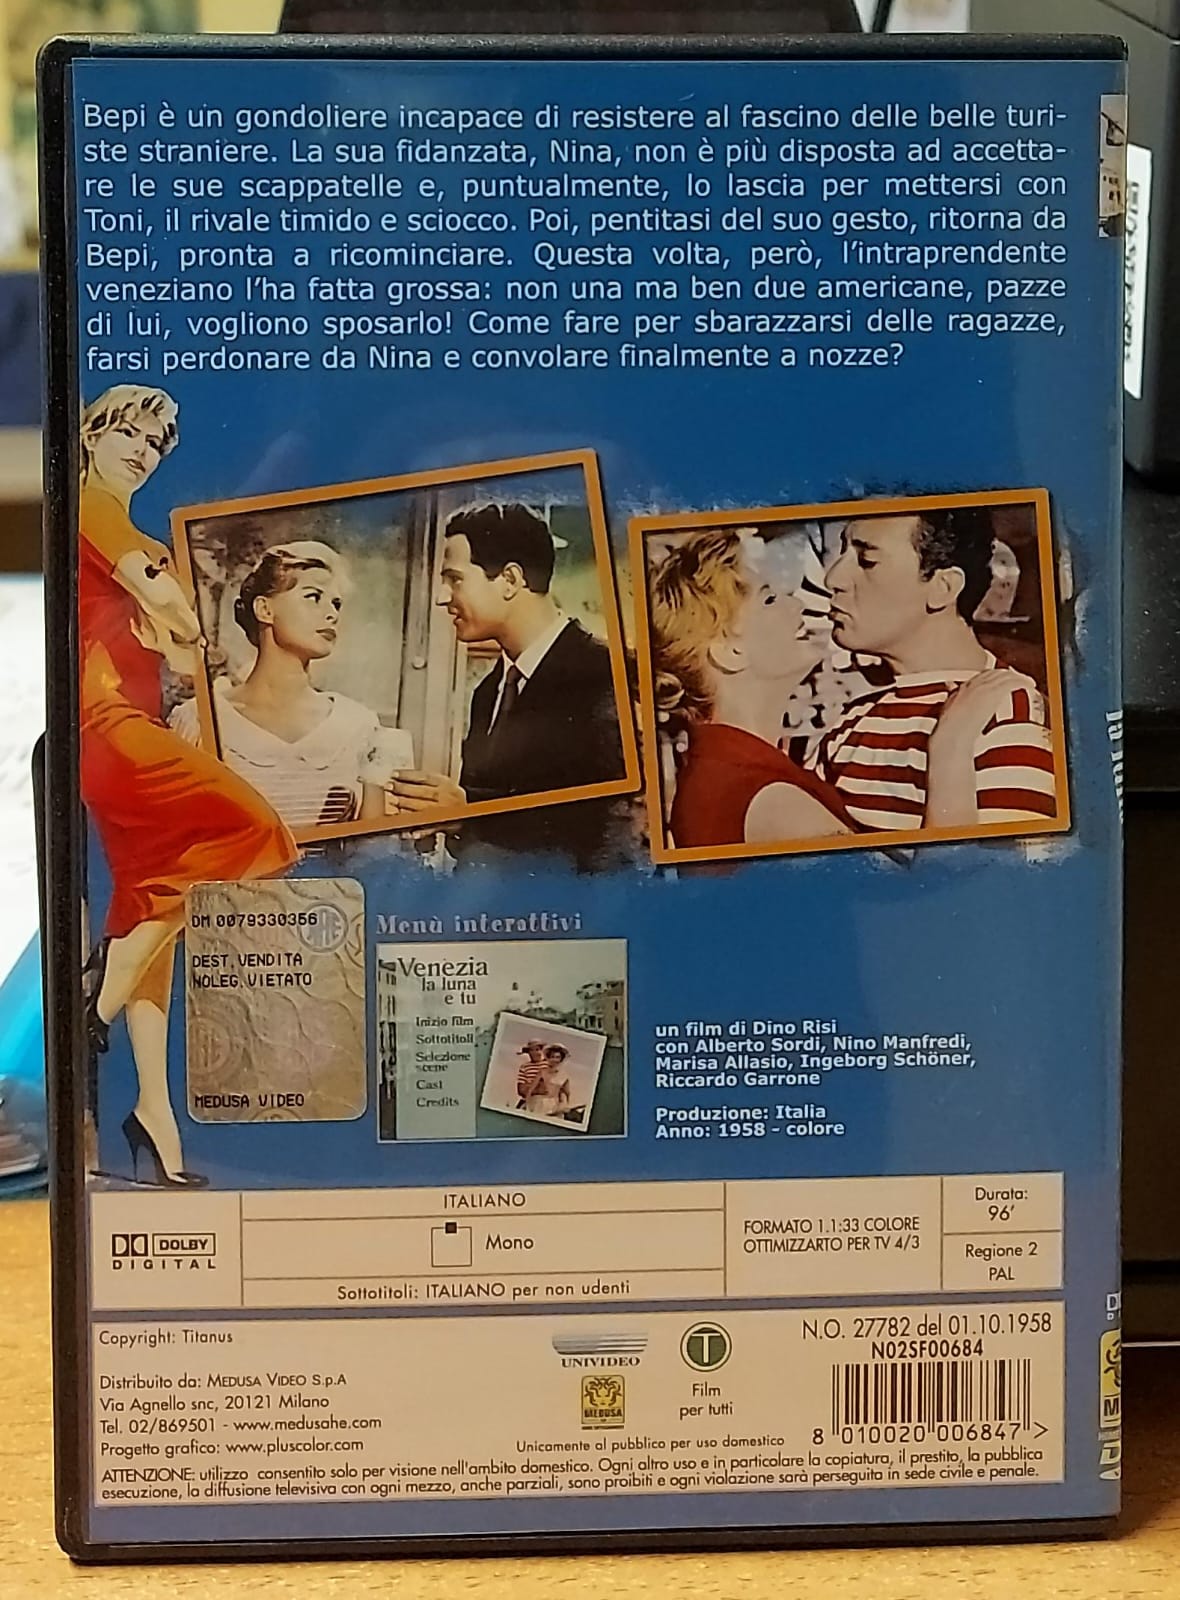 Bepi è un gondoliere incapace di resistere al fascino delle belle turi-
ste straniere. La sua fidanzata, Nina, non è più disposta ad accetta-
re le sue scappatelle e, puntualmente, lo lascia per mettersi con
Toni, il rivale timido e sciocco. Poi, pentitasi del suo gesto, ritorna da
Bepi, pronta a ricominciare. Questa volta, però, l'intraprendente
veneziano l'ha fatta grossa: non una ma ben due americane, pazze
di lui, vogliono sposarlo! Come fare per sbarazzarsi delle ragazze,
farsi perdonare da Nina e convolare finalmente a nozze?
DM 0079330356
DEST.VENDITA
NOLEG.VIETATO
MEDUSA VIDEO
Menù interattivi
Venezia
la luna
e tu
Inizio film
Sottotitoli
Selezione
scene
Cast
Credits
un film di Dino Risi
con Alberto Sordi, Nino Manfredi,
Marisa Allasio, Ingeborg Schöner,
Riccardo Garrone
Produzione: Italia
Anno: 1958 - colore
DOLBY
DIGITAL
ITALIANO
Mono
Sottotitoli: ITALIANO per non udenti
FORMATO 1.1:33 COLORE
OTTIMIZZARTO PER TV 4/3
Durata:
96'
Regione 2
PAL
Copyright: Titanus
Distribuito da: MEDUSA VIDEO S.p.A
Via Agnello snc, 20121 Milano
Tel. 02/869501 - www.medusahe.com
Progetto grafico: www.pluscolor.com
UNIVIDEO
MEDUSA
T
Film
per tutti
Unicamente al pubblico per uso domestico
N.O. 27782 del 01.10.1958
N02SF00684
8 010020 006847 >
ATTENZIONE: utilizzo consentito solo per visione nell'ambito domestico. Ogni altro uso e in particolare la copiatura, il prestito, la pubblica
esecuzione, la diffusione televisiva con ogni mezzo, anche parziali, sono proibiti e ogni violazione sarà perseguita in sede civile e penale.